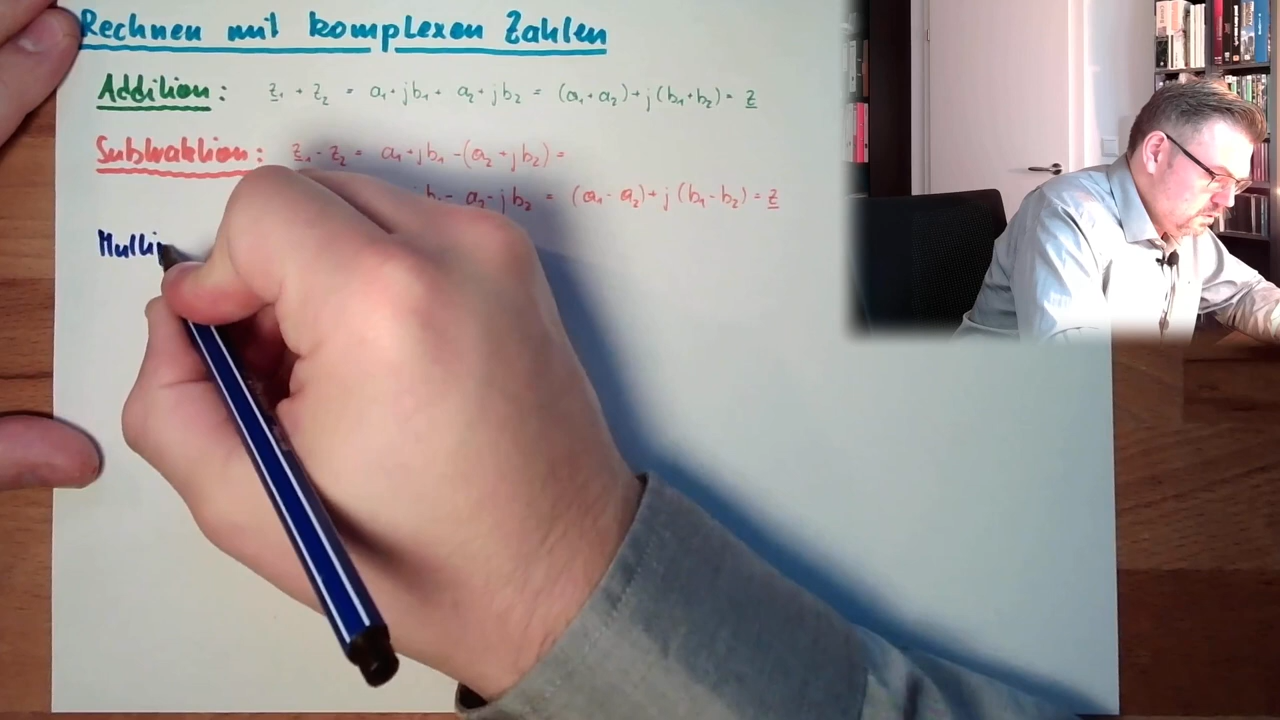 Rechnen mit komplexen Zahlen
Addition: z1 + z2 = a1 + jb1 + a2 + jb2 = (a1+a2) + j(b1+b2) = z
Subtraktion: z1 - z2 = a1 + jb1 - (a2 + jb2) =
b1 - a2 - jb2 = (a1 - a2) + j(b1 - b2) = z
Multip